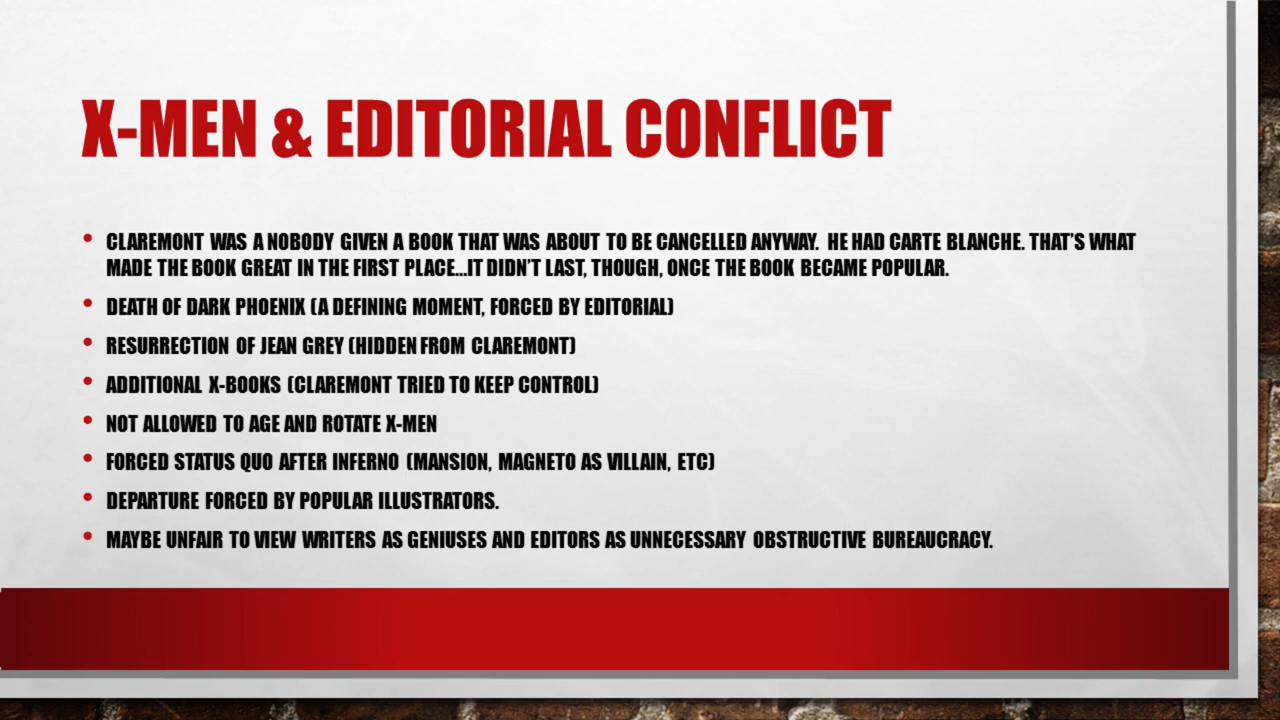 X-MEN & EDITORIAL CONFLICT
• CLAREMONT WAS A NOBODY GIVEN A BOOK THAT WAS ABOUT TO BE CANCELLED ANYWAY. HE HAD CARTE BLANCHE. THAT'S WHAT
MADE THE BOOK GREAT IN THE FIRST PLACE...IT DIDN'T LAST, THOUGH, ONCE THE BOOK BECAME POPULAR.
• DEATH OF DARK PHOENIX (A DEFINING MOMENT, FORCED BY EDITORIAL)
• RESURRECTION OF JEAN GREY (HIDDEN FROM CLAREMONT)
• ADDITIONAL X-BOOKS (CLAREMONT TRIED TO KEEP CONTROL)
• NOT ALLOWED TO AGE AND ROTATE X-MEN
• FORCED STATUS QUO AFTER INFERNO (MANSION, MAGNETO AS VILLAIN, ETC)
• DEPARTURE FORCED BY POPULAR ILLUSTRATORS.
• MAYBE UNFAIR TO VIEW WRITERS AS GENIUSES AND EDITORS AS UNNECESSARY OBSTRUCTIVE BUREAUCRACY.